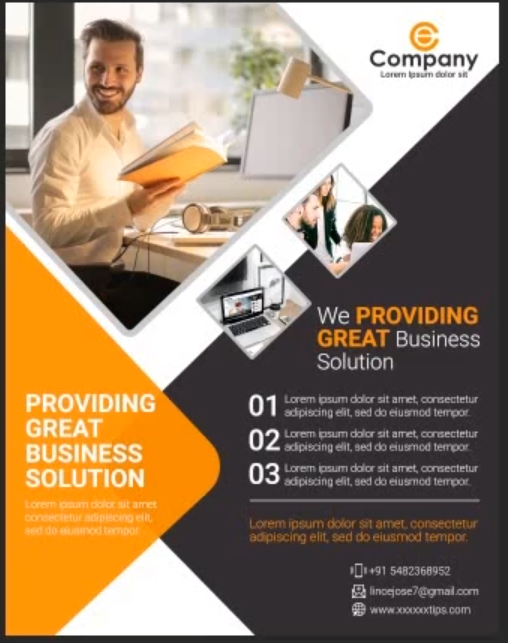 Company
Lorem Ipsum dolor sit
We PROVIDING
GREAT Business
Solution
PROVIDING
GREAT
BUSINESS
SOLUTION
Lorem ipsum dolor sit amet,
consectetur adipiscing elit,
sed do eiusmod tempor.
01 Lorem ipsum dolor sit amet, consectetur
adipiscing elit, sed do eiusmod tempor.
02 Lorem ipsum dolor sit amet, consectetur
adipiscing elit, sed do eiusmod tempor.
03 Lorem ipsum dolor sit amet, consectetur
adipiscing elit, sed do eiusmod tempor.
Lorem ipsum dolor sit amet, consectetur
adipiscing elit, sed do eiusmod tempor.
+91 5482368952
lincejose7@gmail.com
www.xxxxxxtips.com